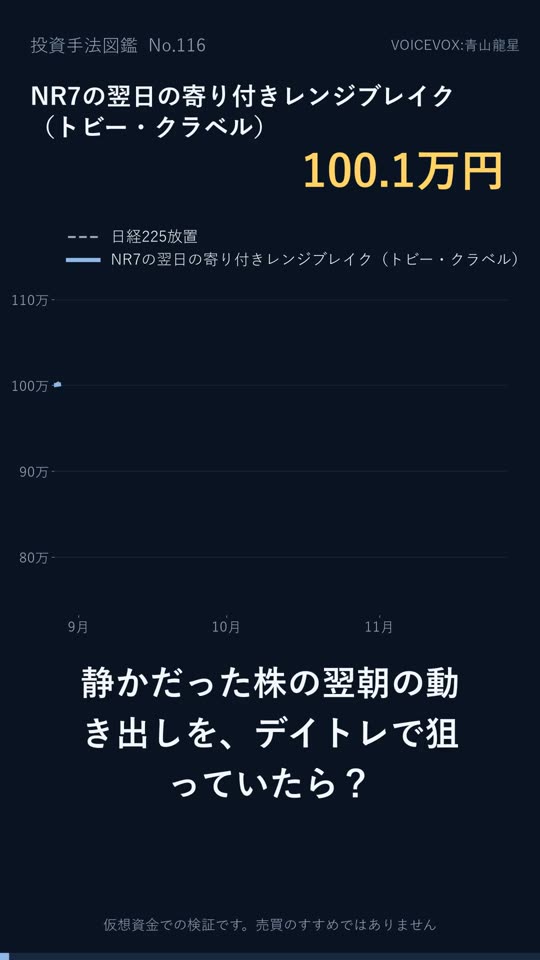 投資手法図鑑 No.116
VOICEVOX:青山龍星
NR7の翌日の寄り付きレンジブレイク
（トビー・クラベル）
100.1万円
日経225放置
NR7の翌日の寄り付きレンジブレイク（トビー・クラベル）
110万
100万
90万
80万
9月
10月
11月
静かだった株の翌朝の動
き出しを、デイトレで狙
っていたら？
仮想資金での検証です。売買のすすめではありません